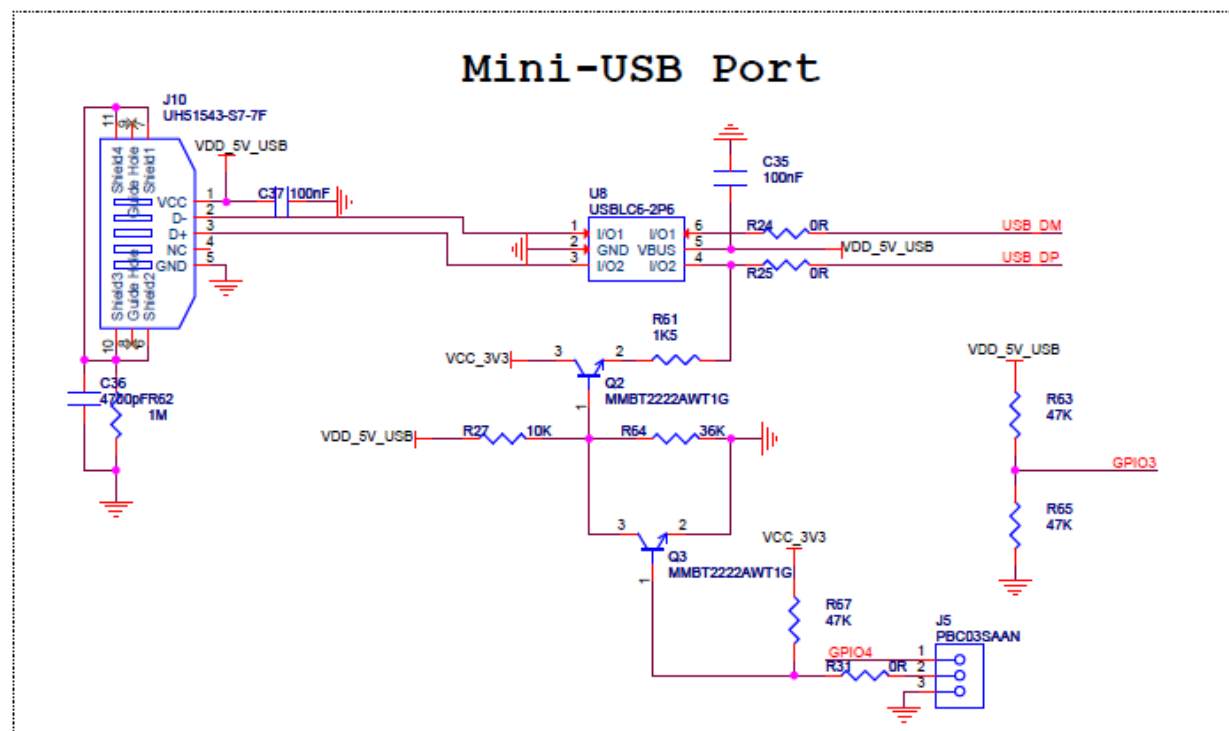 Mini-USB Port
J10
UH51543-S7-7F
11
9
7
Shield4
Guide Hole
Shield1
VDD_5V_USB
VCC
1
C37 100nF
D-
2
D+
3
NC
4
GND
5
Shield3
Guide Hole
Shield2
10
8
6
C36
4700pF
R62
1M
C35
100nF
U8
USBLC6-2P6
1
I/O1
I/O1
6
R24
0R
USB_DM
2
GND
VBUS
5
VDD_5V_USB
3
I/O2
I/O2
4
R25
0R
USB_DP
R61
1K5
VCC_3V3
3
2
Q2
MMBT2222AWT1G
1
VDD_5V_USB
R27
10K
R64
36K
3
2
Q3
MMBT2222AWT1G
1
VDD_5V_USB
R63
47K
GPIO3
R65
47K
VCC_3V3
R67
47K
J5
PBC03SAAN
GPIO4
1
R31
0R
2
3